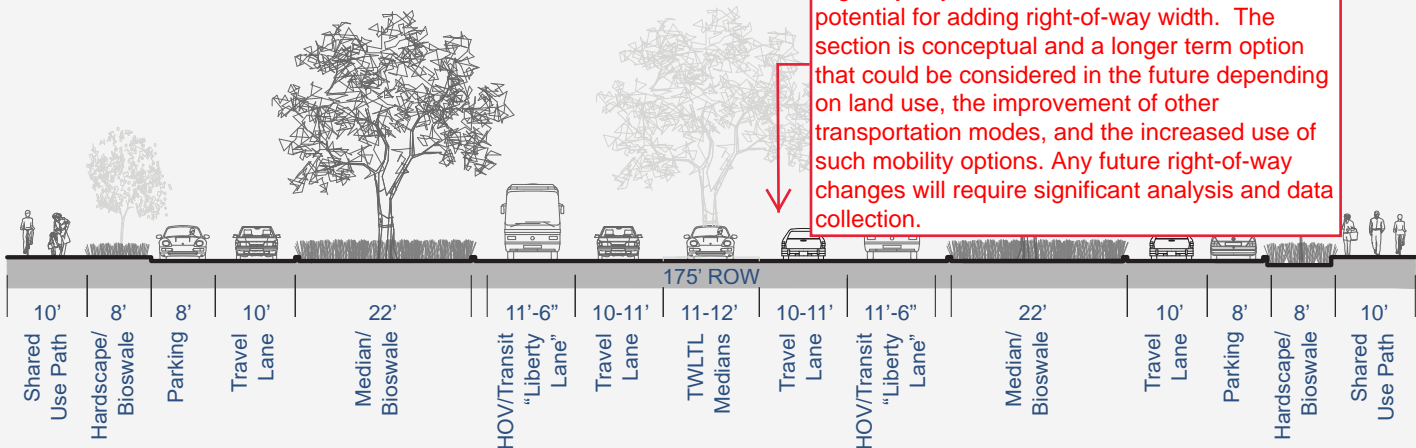 potential for adding right-of-way width. The
section is conceptual and a longer term option
that could be considered in the future depending
on land use, the improvement of other
transportation modes, and the increased use of
such mobility options. Any future right-of-way
changes will require significant analysis and data
collection.
175’ ROW
10’
8’
8’
10’
22’
11’-6”
10-11’
11-12’
10-11’
11’-6”
22’
10’
8’
8’
10’
Shared
Use Path
Hardscape/
Bioswale
Parking
Travel
Lane
Median/
Bioswale
HOV/Transit
“Liberty
Lane”
Travel
Lane
TWLTL
Medians
Travel
Lane
HOV/Transit
“Liberty
Lane”
Median/
Bioswale
Travel
Lane
Parking
Hardscape/
Bioswale
Shared
Use Path